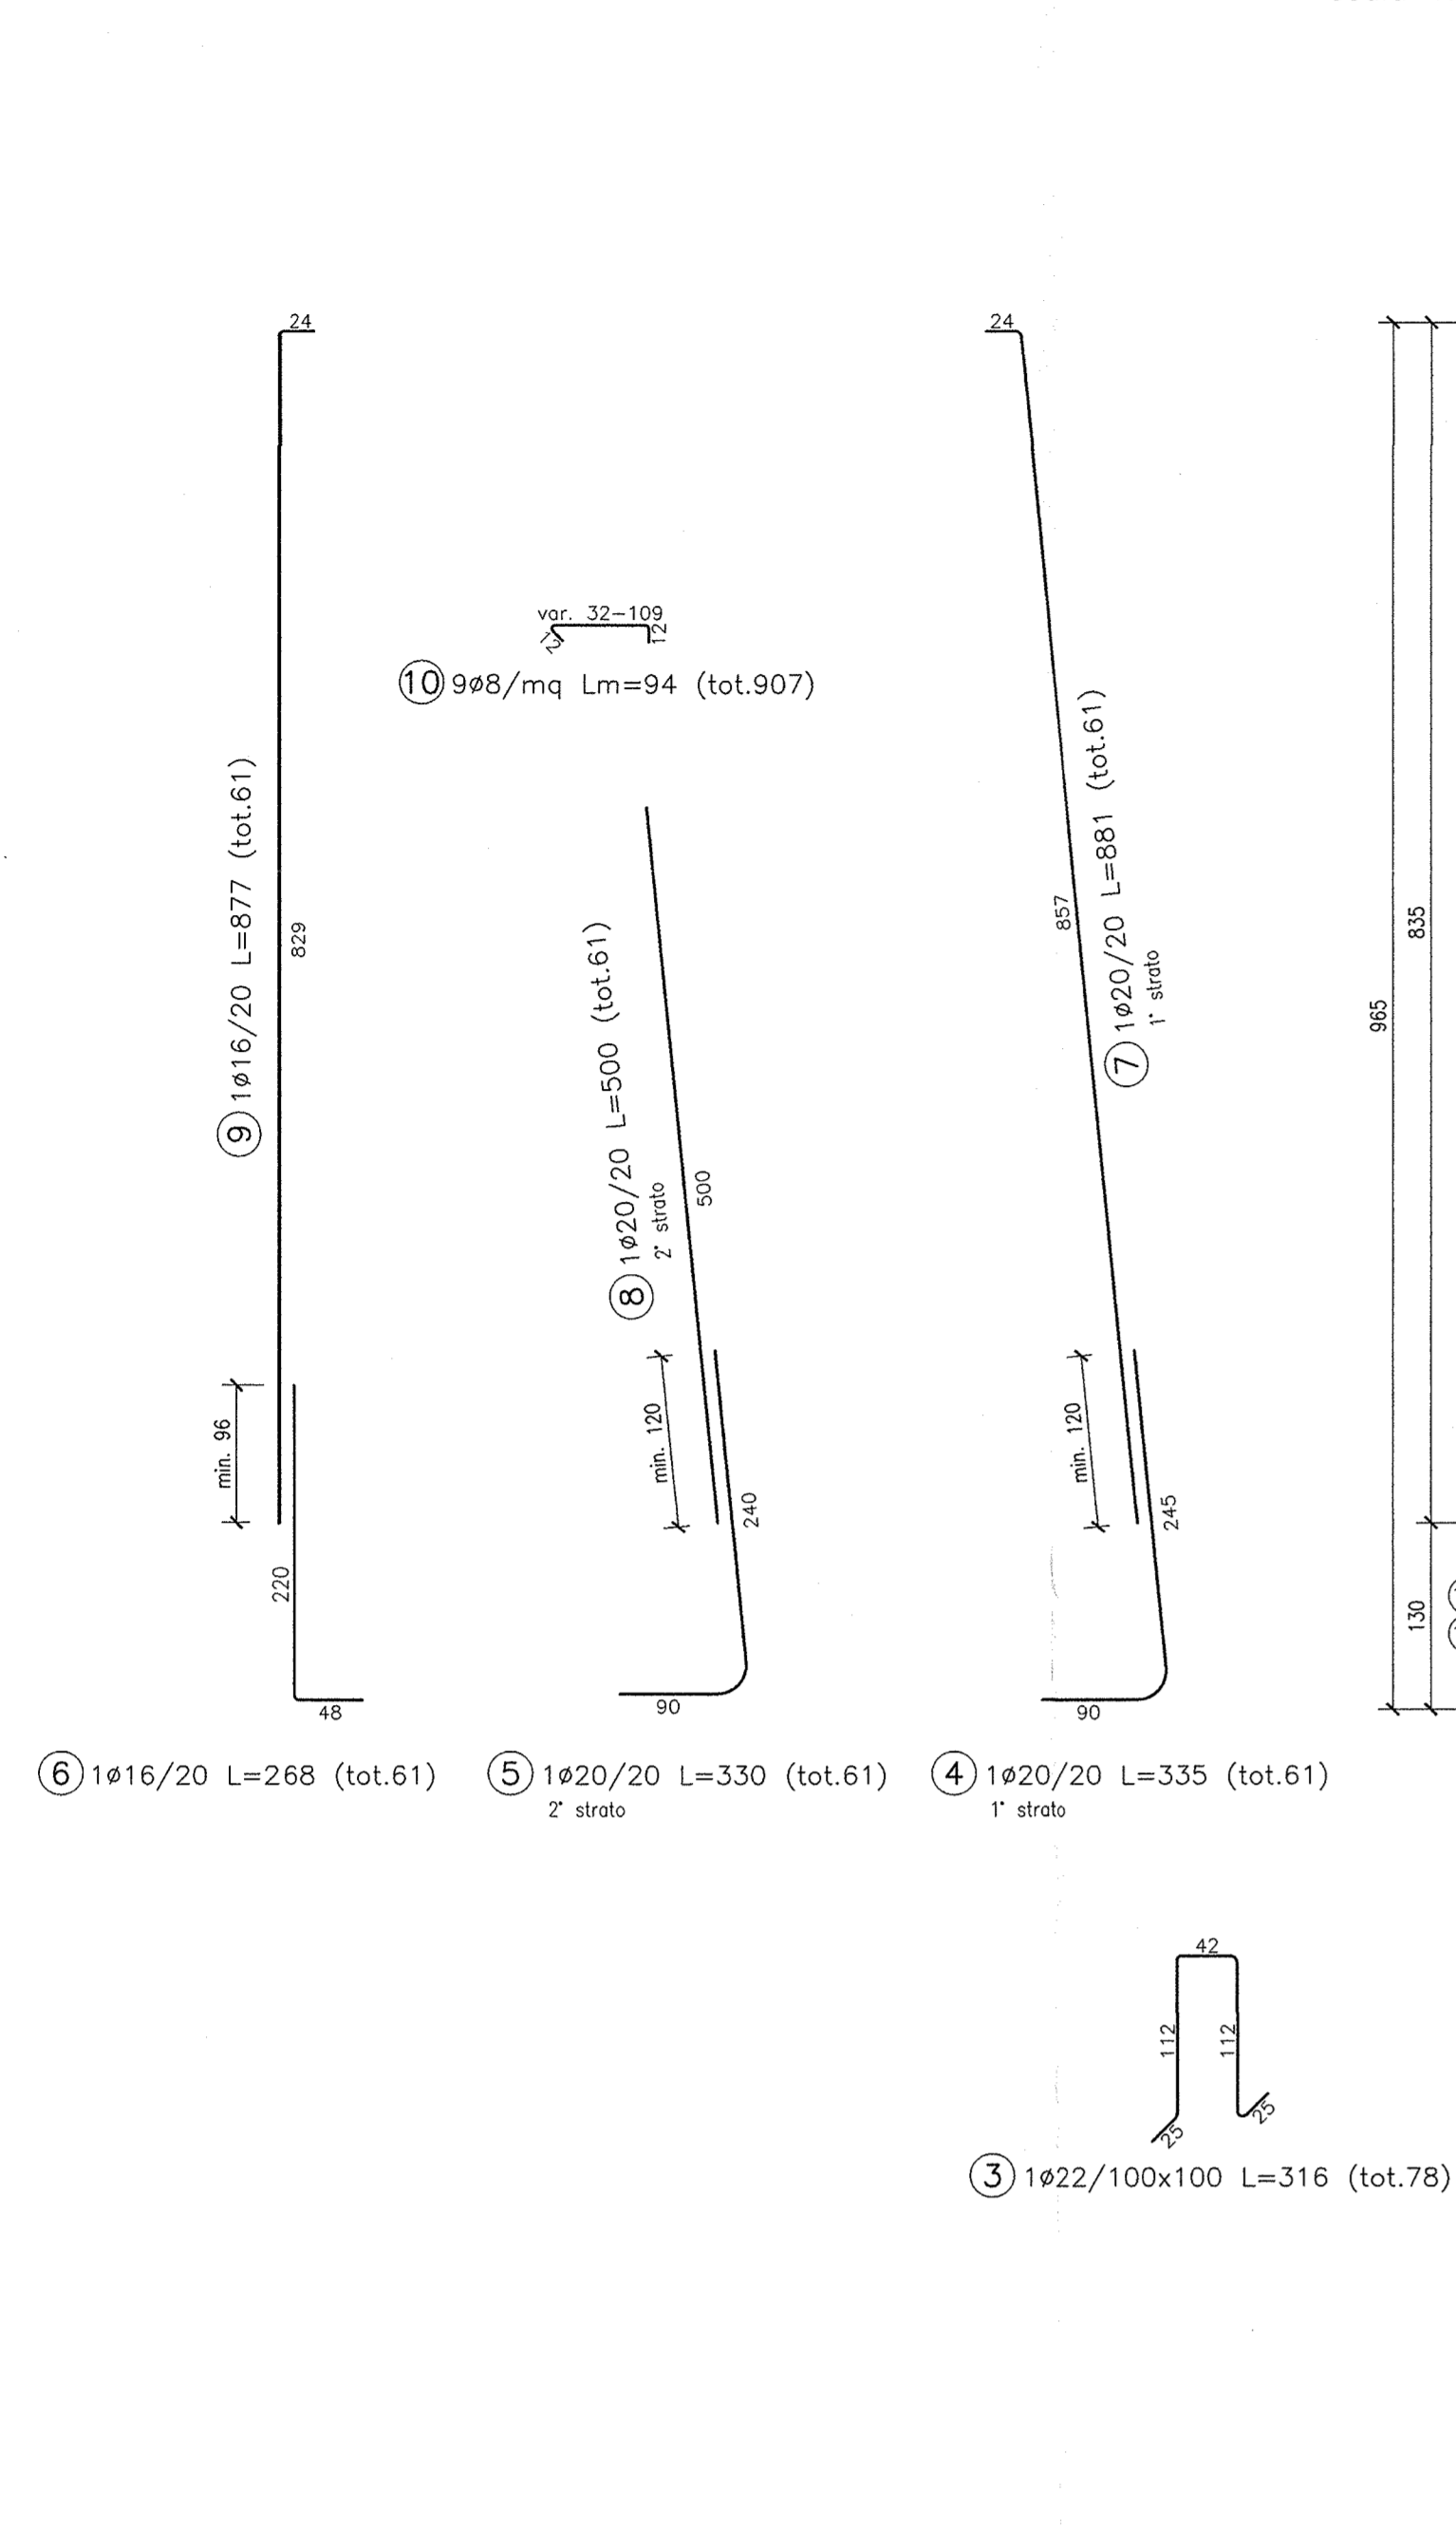 24
24
var. 32-109
12
12
10 9ø8/mq Lm=94 (tot.907)
9 1ø16/20 L=877 (tot.61)
829
8 1ø20/20 L=500 (tot.61)
2° strato
500
7 1ø20/20 L=881 (tot.61)
1° strato
857
835
965
min. 96
min. 120
min. 120
220
240
245
130
48
90
90
6 1ø16/20 L=268 (tot.61)
5 1ø20/20 L=330 (tot.61)
2° strato
4 1ø20/20 L=335 (tot.61)
1° strato
42
112
112
25
25
3 1ø22/100x100 L=316 (tot.78)